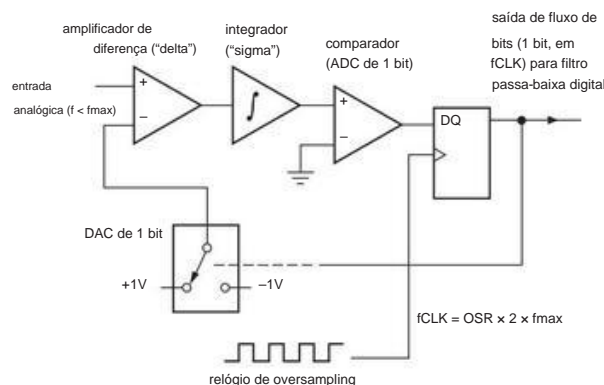 amplificador de
diferença (“delta”)
integrador
(“sigma”)
comparador
(ADC de 1 bit)
saída de fluxo de
bits (1 bit, em
fCLK) para filtro
passa-baixa digital
entrada
analógica (f < fmax)
+
−
∫
+
−
DQ
DAC de 1 bit
+1V
−1V
fCLK = OSR × 2 × fmax
relógio de oversampling